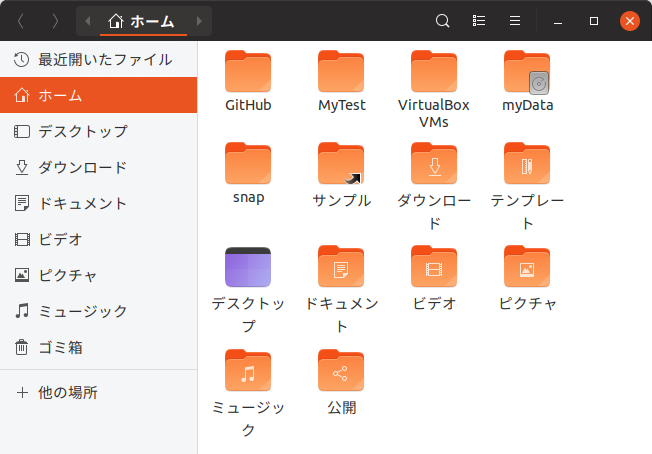 ホーム
最近開いたファイル
ホーム
デスクトップ
ダウンロード
ドキュメント
ビデオ
ピクチャ
ミュージック
ゴミ箱
他の場所
GitHub
MyTest
VirtualBox
VMs
myData
snap
サンプル
ダウンロー
ド
テンプレー
ト
デスクトッ
プ
ドキュメン
ト
ビデオ
ピクチャ
ミュージッ
ク
公開